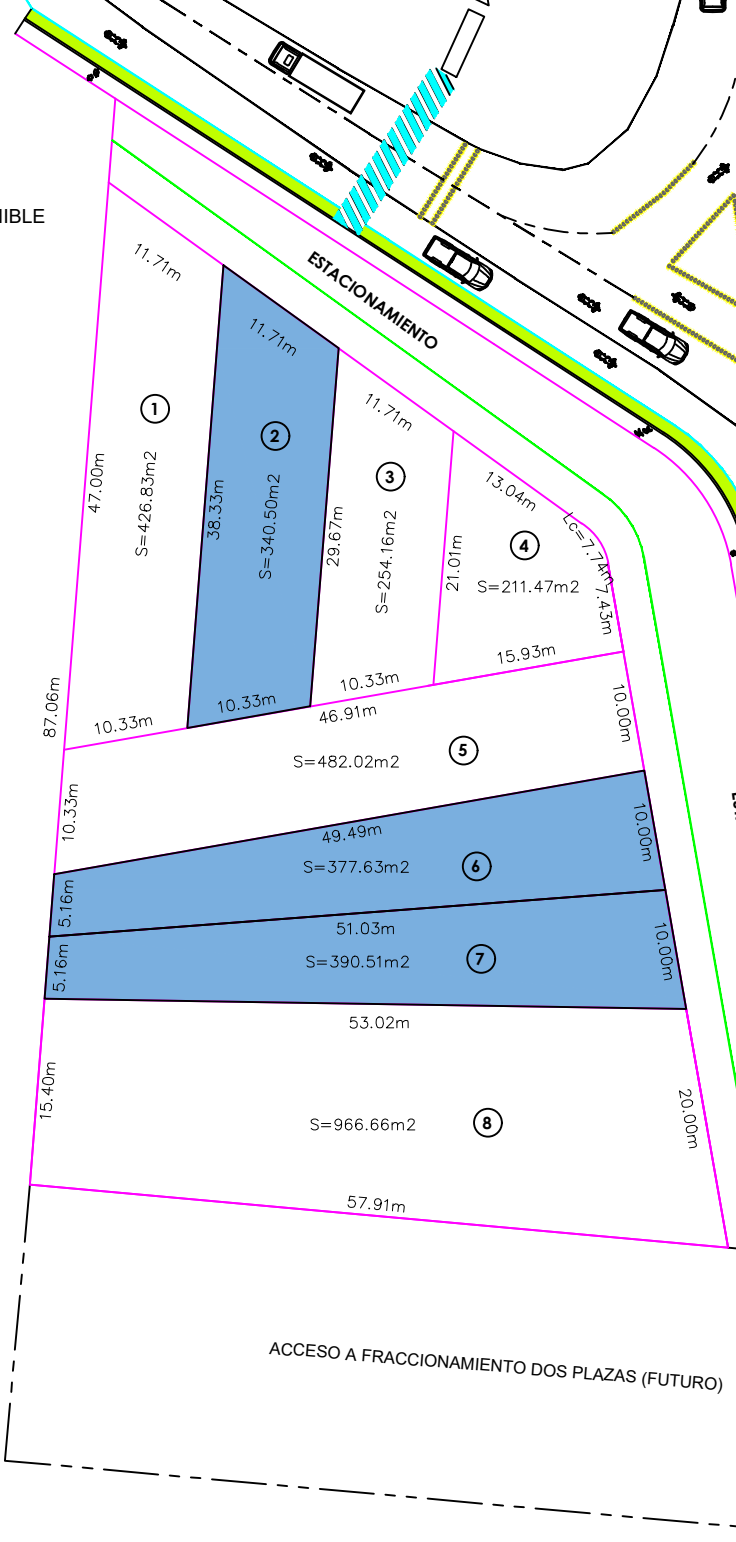 11.71m
ESTACIONAMIENTO
11.71m
11.71m
1
2
3
13.04m
47.00m
S=426.83m2
38.33m
S=340.50m2
29.67m
S=254.16m2
21.01m
4
Lc=7.74m
S=211.47m2
7.43m
15.93m
87.06m
10.33m
10.33m
10.33m
46.91m
10.00m
S=482.02m2
5
10.33m
49.49m
10.00m
S=377.63m2
6
5.16m
51.03m
10.00m
5.16m
S=390.51m2
7
53.02m
15.40m
S=966.66m2
8
20.00m
57.91m
ACCESO A FRACCIONAMIENTO DOS PLAZAS (FUTURO)